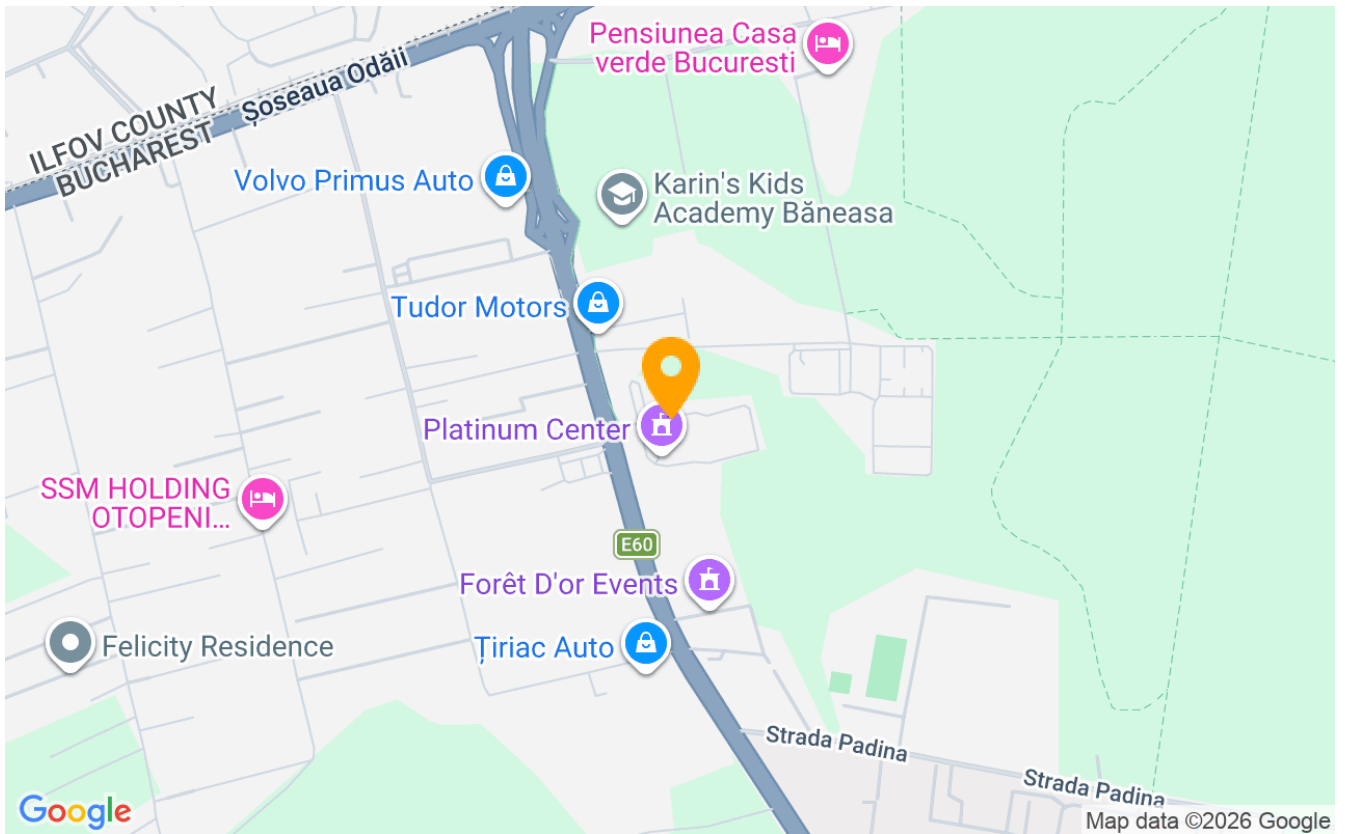 Pensiunea Casa
verde Bucuresti
Șoseaua Odăii
ILFOV COUNTY
BUCHAREST
Volvo Primus Auto
Karin's Kids
Academy Băneasa
Tudor Motors
Platinum Center
SSM HOLDING
OTOPENI...
E60
Forêt D'or Events
Țiriac Auto
Felicity Residence
Strada Padina
Strada Padina
Google
Map data ©2026 Google